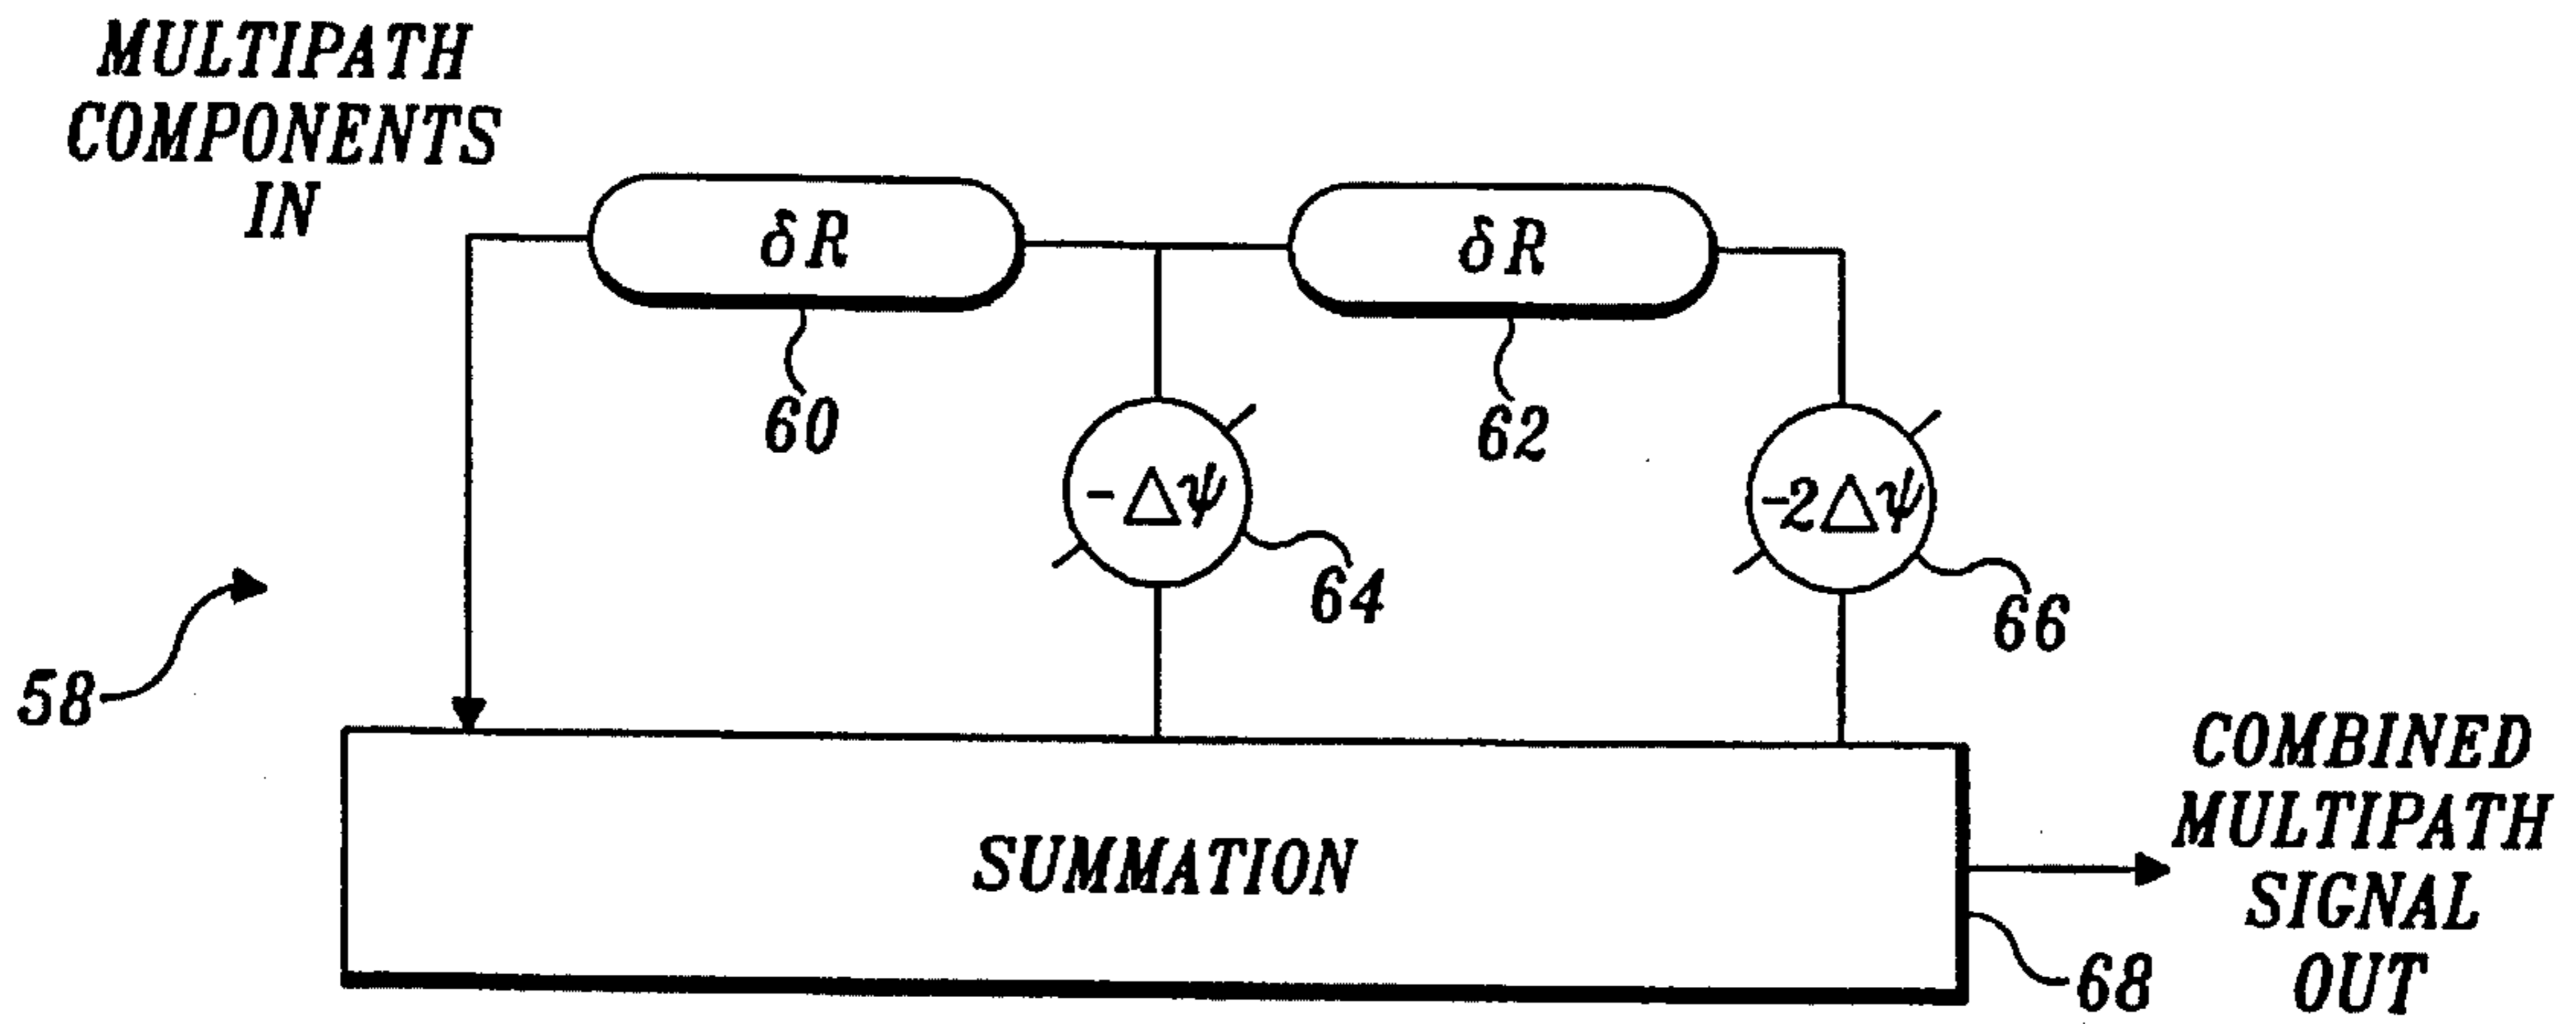 MULTIPATH
COMPONENTS
IN
δR
δR
60
62
-Δψ
-2Δψ
64
66
58
SUMMATION
COMBINED
MULTIPATH
SIGNAL
OUT
68